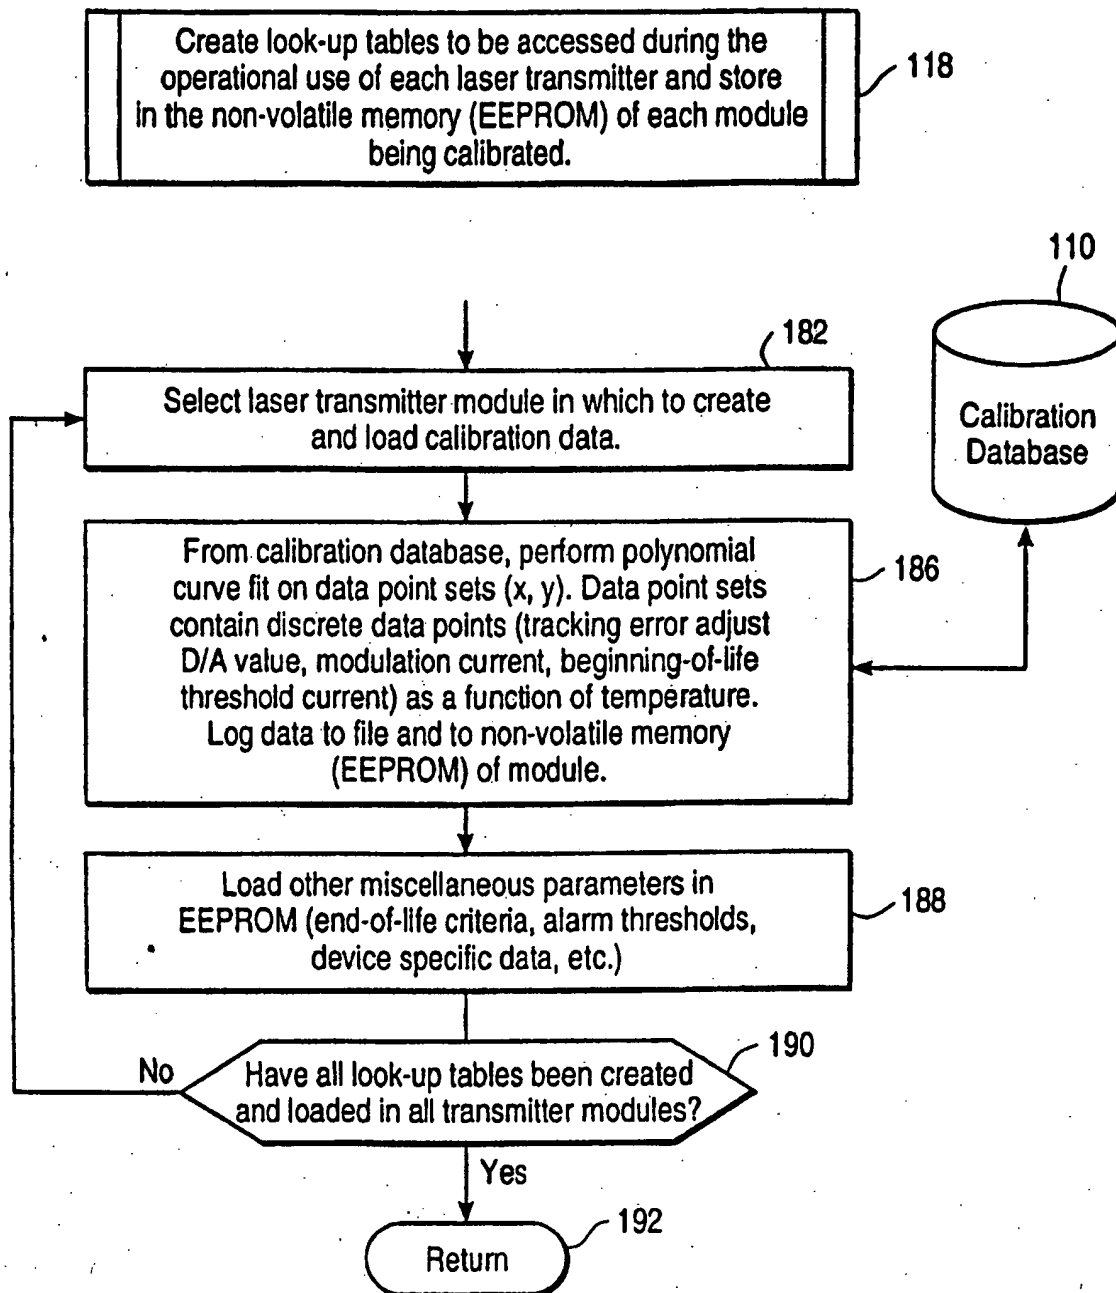 Create look-up tables to be accessed during the
operational use of each laser transmitter and store
in the non-volatile memory (EEPROM) of each module
being calibrated.
118
110
Calibration
Database
182
Select laser transmitter module in which to create
and load calibration data.
From calibration database, perform polynomial
curve fit on data point sets (x, y). Data point sets
contain discrete data points (tracking error adjust
D/A value, modulation current, beginning-of-life
threshold current) as a function of temperature.
Log data to file and to non-volatile memory
(EEPROM) of module.
186
Load other miscellaneous parameters in
EEPROM (end-of-life criteria, alarm thresholds,
device specific data, etc.)
188
190
No
Have all look-up tables been created
and loaded in all transmitter modules?
Yes
192
Return